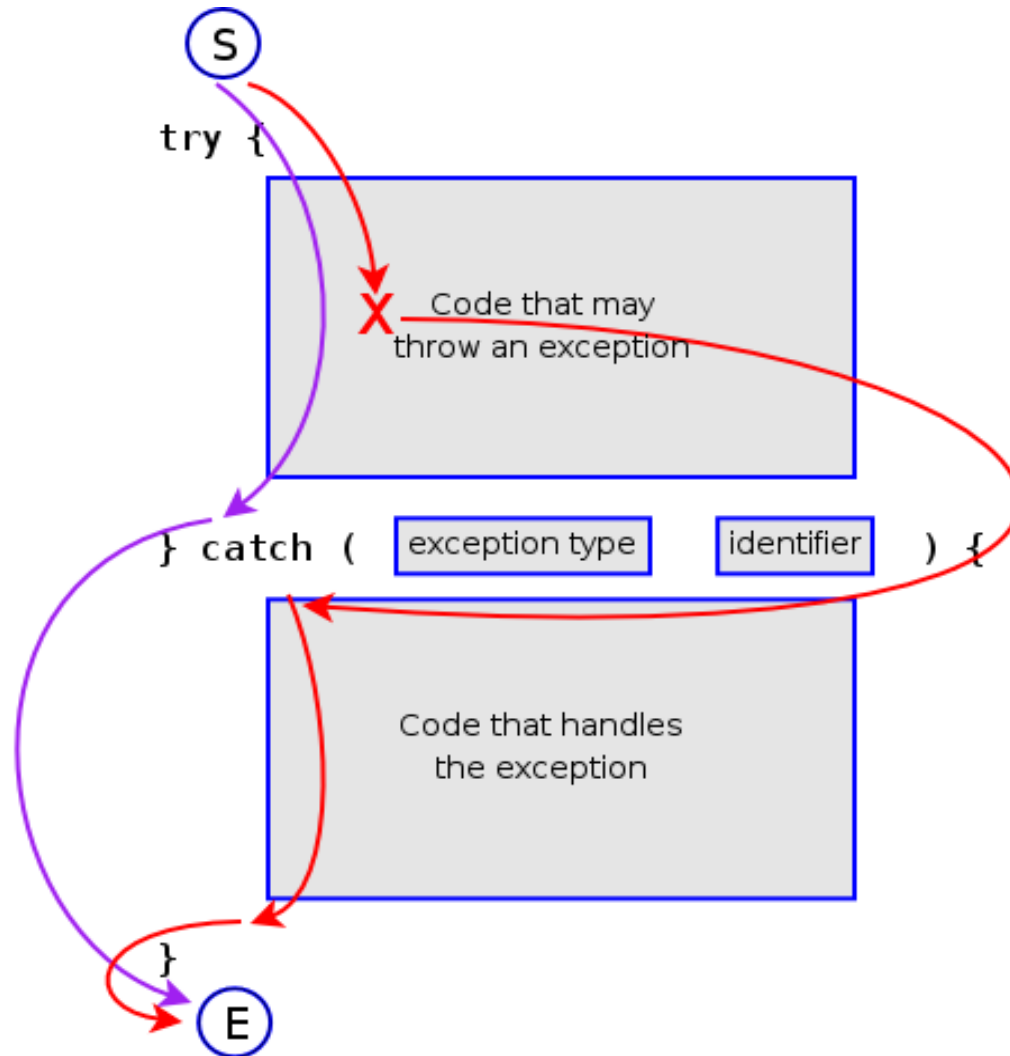 S
try {
X
Code that may
throw an exception
} catch ( exception type identifier ) {
Code that handles
the exception
}
E